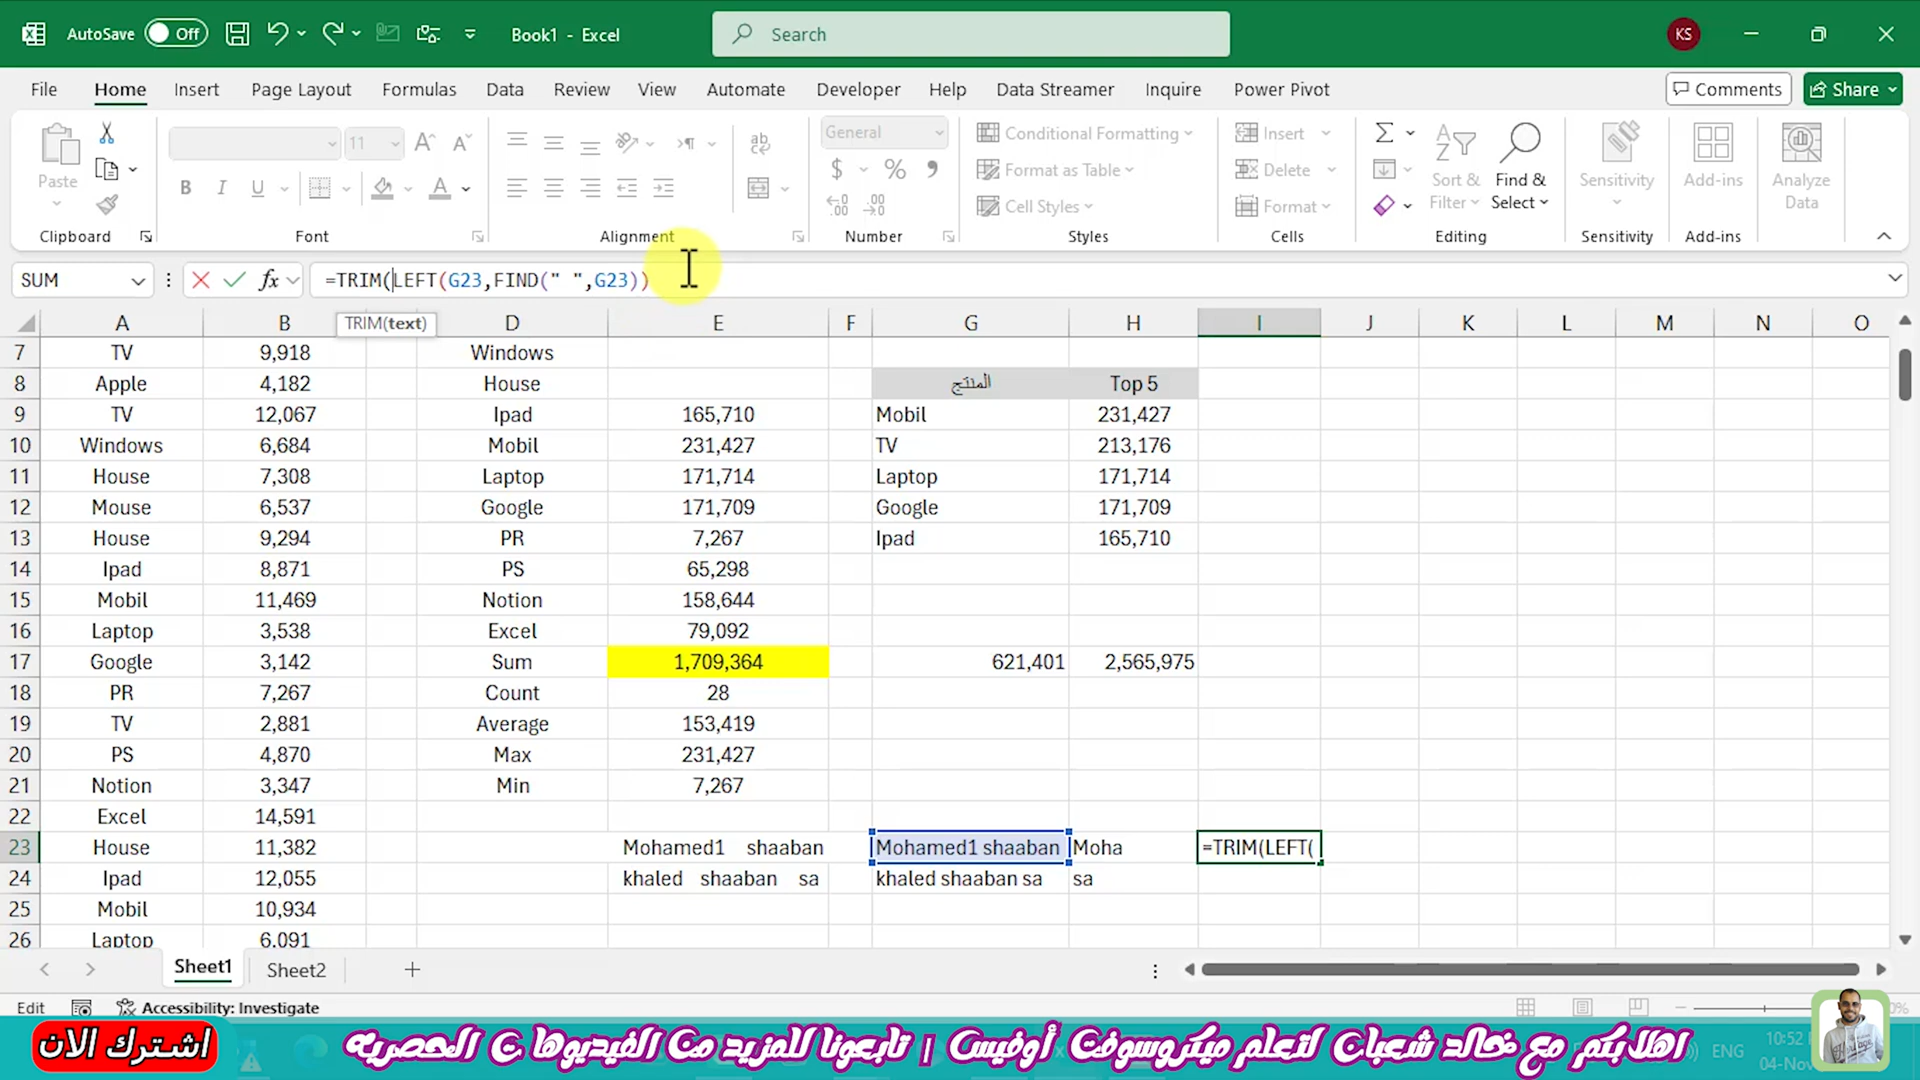 AutoSave Off Book1 - Excel Search KS
File Home Insert Page Layout Formulas Data Review View Automate Developer Help Data Streamer Inquire Power Pivot Comments Share
Paste 11 General Conditional Formatting Insert Sort & Find & Sensitivity Add-ins Analyze
B I U $ % Format as Table Delete Filter Select Data
Cell Styles Format
Clipboard Font Alignment Number Styles Cells Editing Sensitivity Add-ins
SUM fx =TRIM(LEFT(G23,FIND(" ",G23))
TRIM(text)
A B D E F G H I J K L M N O
7 TV 9,918 Windows
8 Apple 4,182 House المنتج Top 5
9 TV 12,067 Ipad 165,710 Mobil 231,427
10 Windows 6,684 Mobil 231,427 TV 213,176
11 House 7,308 Laptop 171,714 Laptop 171,714
12 Mouse 6,537 Google 171,709 Google 171,709
13 House 9,294 PR 7,267 Ipad 165,710
14 Ipad 8,871 PS 65,298
15 Mobil 11,469 Notion 158,644
16 Laptop 3,538 Excel 79,092
17 Google 3,142 Sum 1,709,364 621,401 2,565,975
18 PR 7,267 Count 28
19 TV 2,881 Average 153,419
20 PS 4,870 Max 231,427
21 Notion 3,347 Min 7,267
22 Excel 14,591
23 House 11,382 Mohamed1 shaaban Mohamed1 shaaban Moha =TRIM(LEFT(
24 Ipad 12,055 khaled shaaban sa khaled shaaban sa sa
25 Mobil 10,934
26 Laptop 6,091
Sheet1 Sheet2
Edit Accessibility: Investigate
اشترك الان
اهلا بكم مع خالد شعبان لتعلم ميكروسوفت أوفيس | تابعونا للمزيد من الفيديوهات الحصريه
ENG 10:52